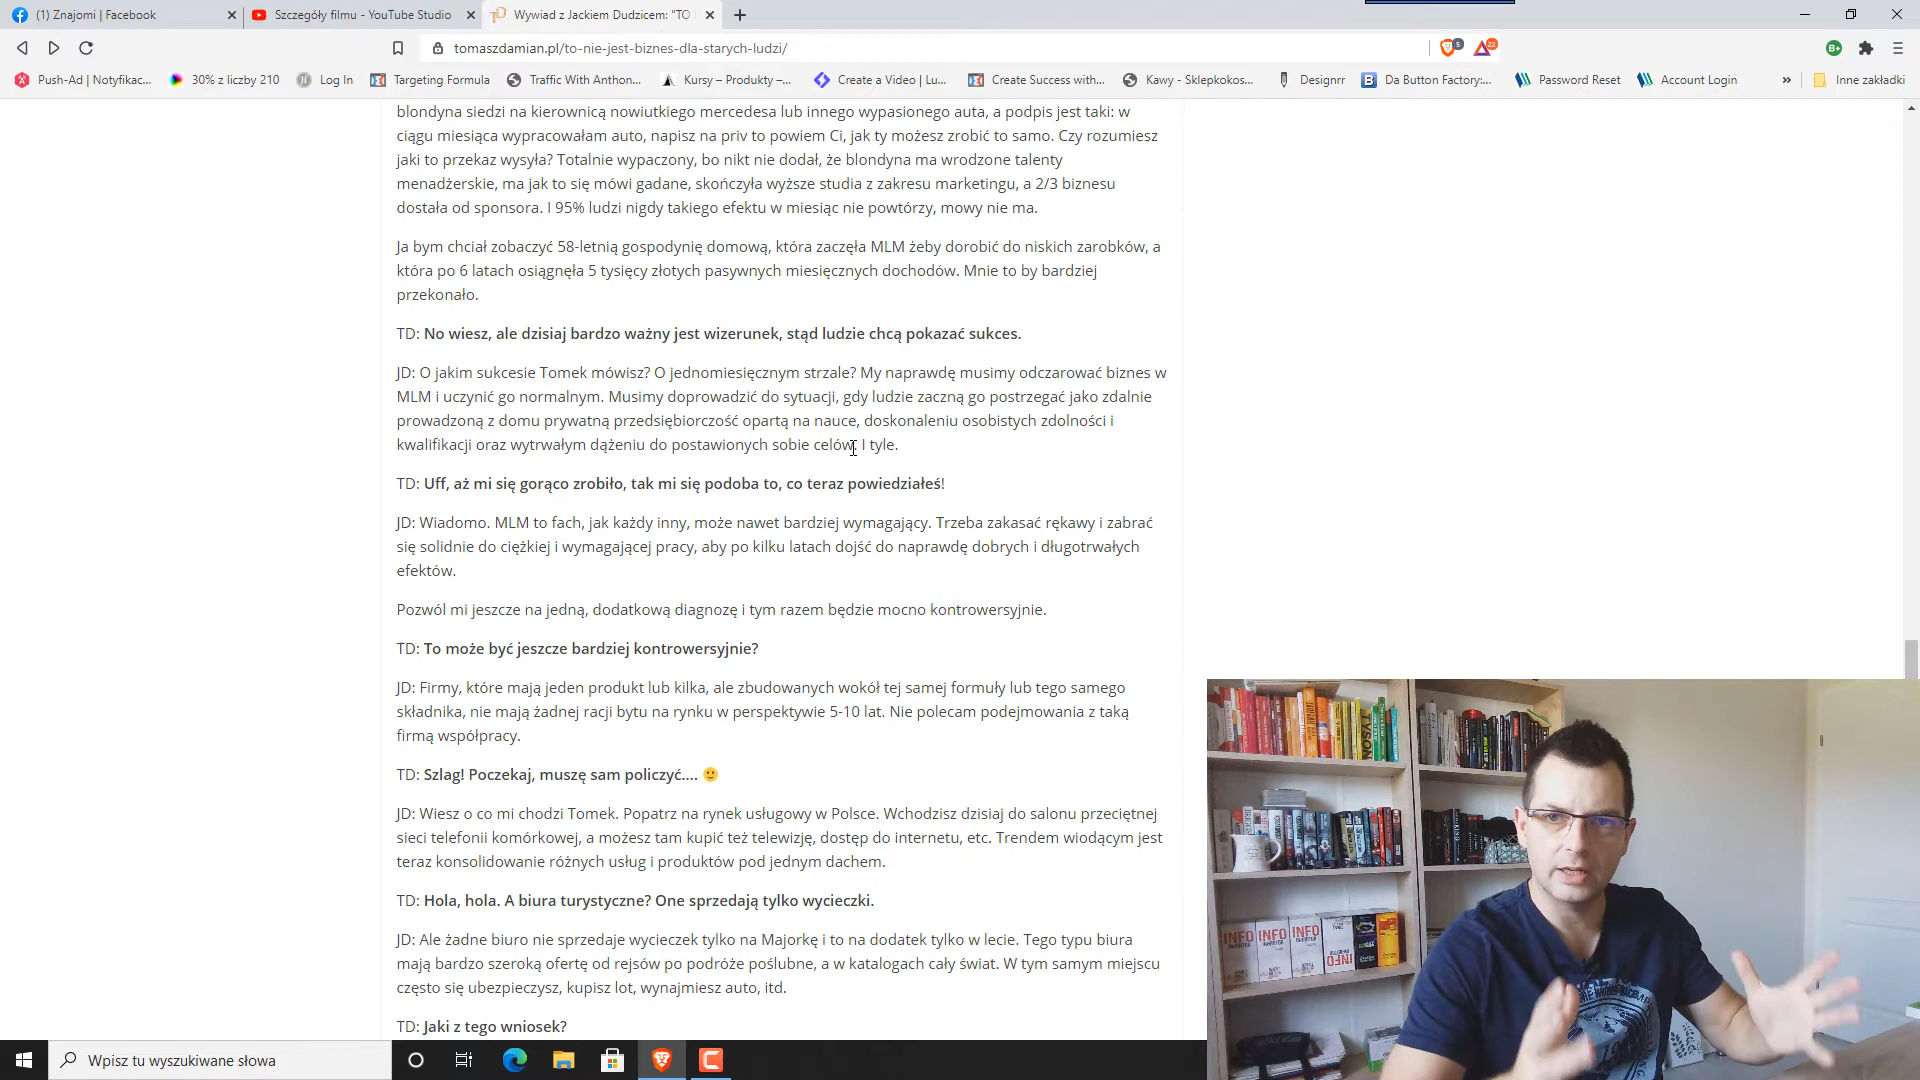 (1) Znajomi | Facebook
Szczegóły filmu - YouTube Studio
Wywiad z Jackiem Dudzicem: "TO
tomaszdamian.pl/to-nie-jest-biznes-dla-starych-ludzi/
5
22
B+
Push-Ad | Notyfikac...
30% z liczby 210
Log In
Targeting Formula
Traffic With Anthon...
Kursy – Produkty –...
Create a Video | Lu...
Create Success with...
Kawy - Sklepkokos...
Designrr
Da Button Factory:...
Password Reset
Account Login
»
Inne zakładki
blondyna siedzi na kierownicą nowiutkiego mercedesa lub innego wypasionego auta, a podpis jest taki: w
ciągu miesiąca wypracowałam auto, napisz na priv to powiem Ci, jak ty możesz zrobić to samo. Czy rozumiesz
jaki to przekaz wysyła? Totalnie wypaczony, bo nikt nie dodał, że blondyna ma wrodzone talenty
menadżerskie, ma jak to się mówi gadane, skończyła wyższe studia z zakresu marketingu, a 2/3 biznesu
dostała od sponsora. I 95% ludzi nigdy takiego efektu w miesiąc nie powtórzy, mowy nie ma.
Ja bym chciał zobaczyć 58-letnią gospodynię domową, która zaczęła MLM żeby dorobić do niskich zarobków, a
która po 6 latach osiągnęła 5 tysięcy złotych pasywnych miesięcznych dochodów. Mnie to by bardziej
przekonało.
TD: No wiesz, ale dzisiaj bardzo ważny jest wizerunek, stąd ludzie chcą pokazać sukces.
JD: O jakim sukcesie Tomek mówisz? O jednomiesięcznym strzale? My naprawdę musimy odczarować biznes w
MLM i uczynić go normalnym. Musimy doprowadzić do sytuacji, gdy ludzie zaczną go postrzegać jako zdalnie
prowadzoną z domu prywatną przedsiębiorczość opartą na nauce, doskonaleniu osobistych zdolności i
kwalifikacji oraz wytrwałym dążeniu do postawionych sobie celów. I tyle.
TD: Uff, aż mi się gorąco zrobiło, tak mi się podoba to, co teraz powiedziałeś!
JD: Wiadomo. MLM to fach, jak każdy inny, może nawet bardziej wymagający. Trzeba zakasać rękawy i zabrać
się solidnie do ciężkiej i wymagającej pracy, aby po kilku latach dojść do naprawdę dobrych i długotrwałych
efektów.
Pozwól mi jeszcze na jedną, dodatkową diagnozę i tym razem będzie mocno kontrowersyjnie.
TD: To może być jeszcze bardziej kontrowersyjnie?
JD: Firmy, które mają jeden produkt lub kilka, ale zbudowanych wokół tej samej formuły lub tego samego
składnika, nie mają żadnej racji bytu na rynku w perspektywie 5-10 lat. Nie polecam podejmowania z taką
firmą współpracy.
TD: Szlag! Poczekaj, muszę sam policzyć.... 🙂
JD: Wiesz o co mi chodzi Tomek. Popatrz na rynek usługowy w Polsce. Wchodzisz dzisiaj do salonu przeciętnej
sieci telefonii komórkowej, a możesz tam kupić też telewizję, dostęp do internetu, etc. Trendem wiodącym jest
teraz konsolidowanie różnych usług i produktów pod jednym dachem.
TD: Hola, hola. A biura turystyczne? One sprzedają tylko wycieczki.
JD: Ale żadne biuro nie sprzedaje wycieczek tylko na Majorkę i to na dodatek tylko w lecie. Tego typu biura
mają bardzo szeroką ofertę od rejsów po podróże poślubne, a w katalogach cały świat. W tym samym miejscu
często się ubezpieczysz, kupisz lot, wynajmiesz auto, itd.
TD: Jaki z tego wniosek?
TYSON
KING
INFO
INFO
INFO
INFO
Wpisz tu wyszukiwane słowa